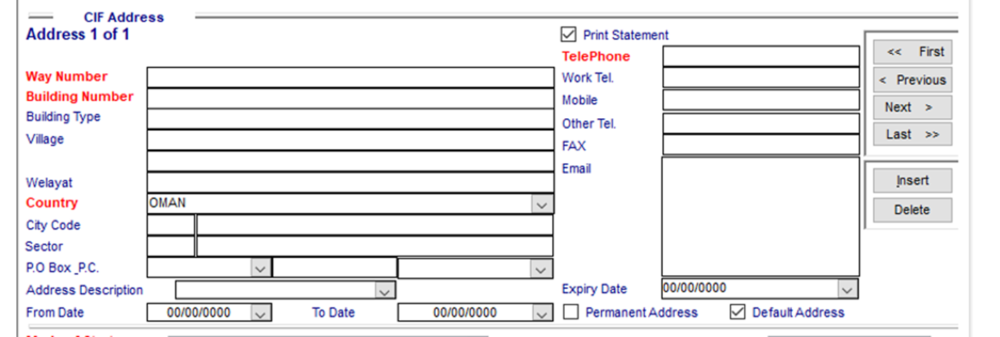 CIF Address
Address 1 of 1
Print Statement
TelePhone
<< First
Way Number
Work Tel.
< Previous
Building Number
Mobile
Next >
Building Type
Other Tel.
Last >>
Village
FAX
Email
Welayat
Insert
Country OMAN
Delete
City Code
Sector
P.O Box _P.C.
Address Description
Expiry Date 00/00/0000
From Date 00/00/0000 To Date 00/00/0000
Permanent Address Default Address